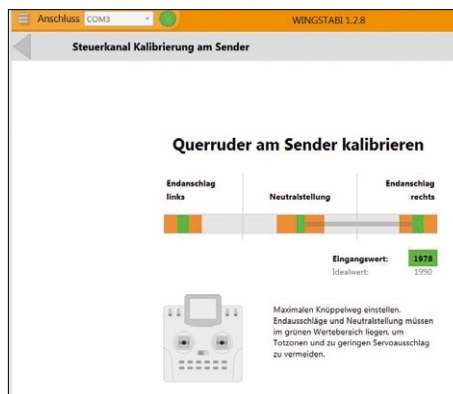 Anschluss COM3 WINGSTABI 1.2.8
Steuerkanal Kalibrierung am Sender
Querruder am Sender kalibrieren
Endanschlag links
Neutralstellung
Endanschlag rechts
Eingangswert: 1978
Idealwert: 1990
Maximalen Knüppelweg einstellen.
Endausschläge und Neutralstellung müssen
im grünen Wertebereich liegen, um
Totzonen und zu geringen Servoausschlag
zu vermeiden.